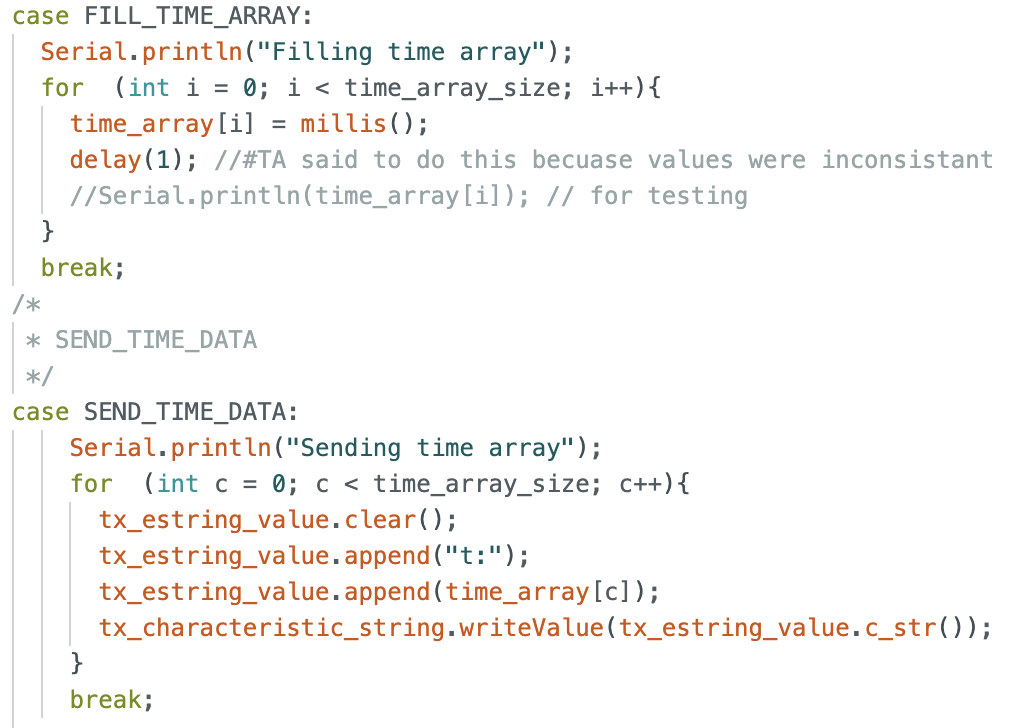 case FILL_TIME_ARRAY:
  Serial.println("Filling time array");
  for  (int i = 0; i < time_array_size; i++){
    time_array[i] = millis();
    delay(1); //#TA said to do this becuase values were inconsistant
    //Serial.println(time_array[i]); // for testing
  }
  break;
/*
 * SEND_TIME_DATA
 */
case SEND_TIME_DATA:
    Serial.println("Sending time array");
    for  (int c = 0; c < time_array_size; c++){
      tx_estring_value.clear();
      tx_estring_value.append("t:");
      tx_estring_value.append(time_array[c]);
      tx_characteristic_string.writeValue(tx_estring_value.c_str());
    }
    break;